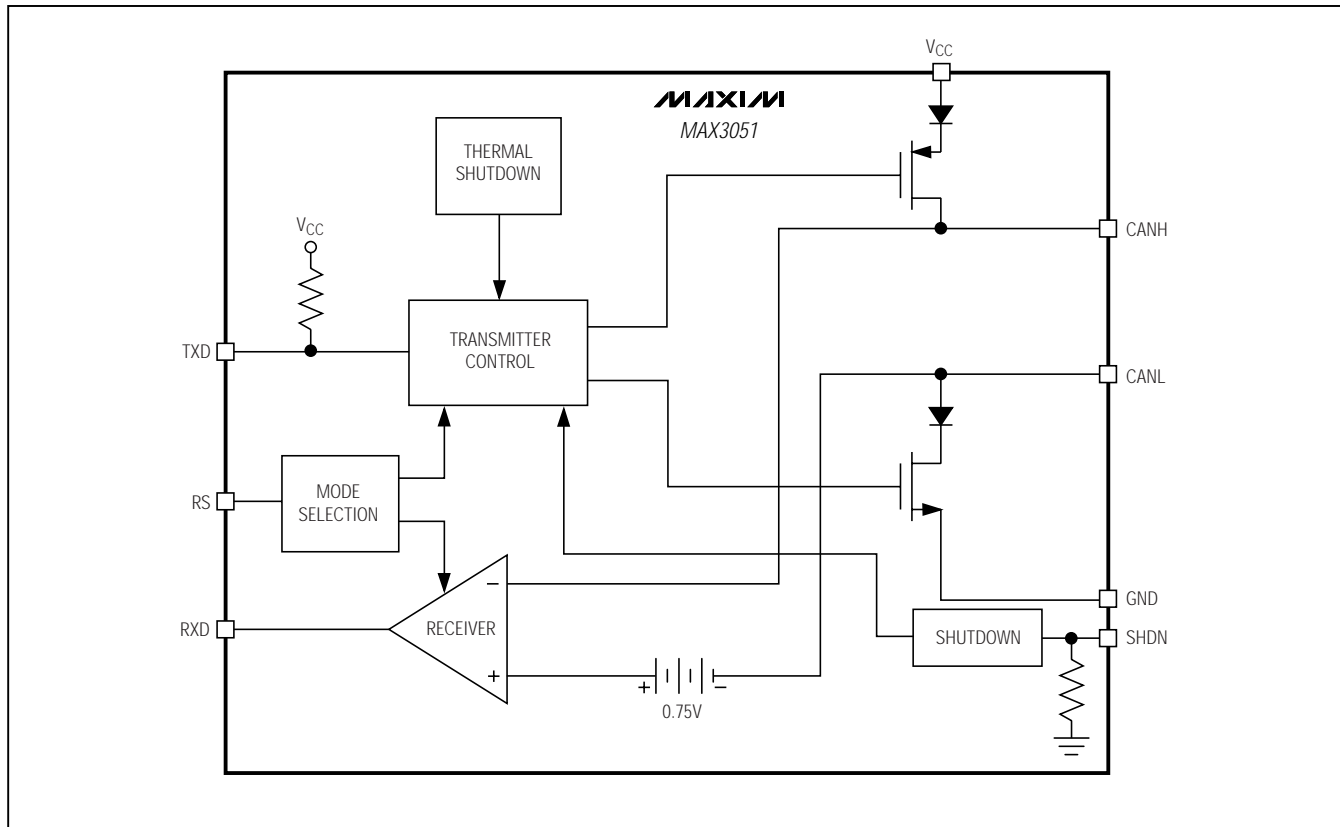 VCC
MAXIM
MAX3051
THERMAL
SHUTDOWN
VCC
CANH
TXD
TRANSMITTER
CONTROL
CANL
RS
MODE
SELECTION
−
GND
RXD
RECEIVER
SHUTDOWN
SHDN
+
+ −
0.75V